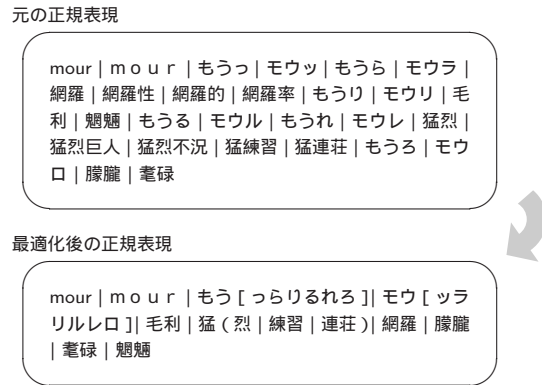 元の正規表現
mour | ｍｏｕｒ | もうっ | モウッ | もうら | モウラ |
網羅 | 網羅性 | 網羅的 | 網羅率 | もうり | モウリ | 毛
利 | 魍魎 | もうる | モウル | もうれ | モウレ | 猛烈 |
猛烈巨人 | 猛烈不況 | 猛練習 | 猛連荘 | もうろ | モウ
ロ | 朦朧 | 耄碌
最適化後の正規表現
mour | ｍｏｕｒ | もう [ っらりるれろ ]| モウ [ ッラ
リルレロ ]| 毛利 | 猛 ( 烈 | 練習 | 連荘 )| 網羅 | 朦朧
| 耄碌 | 魍魎